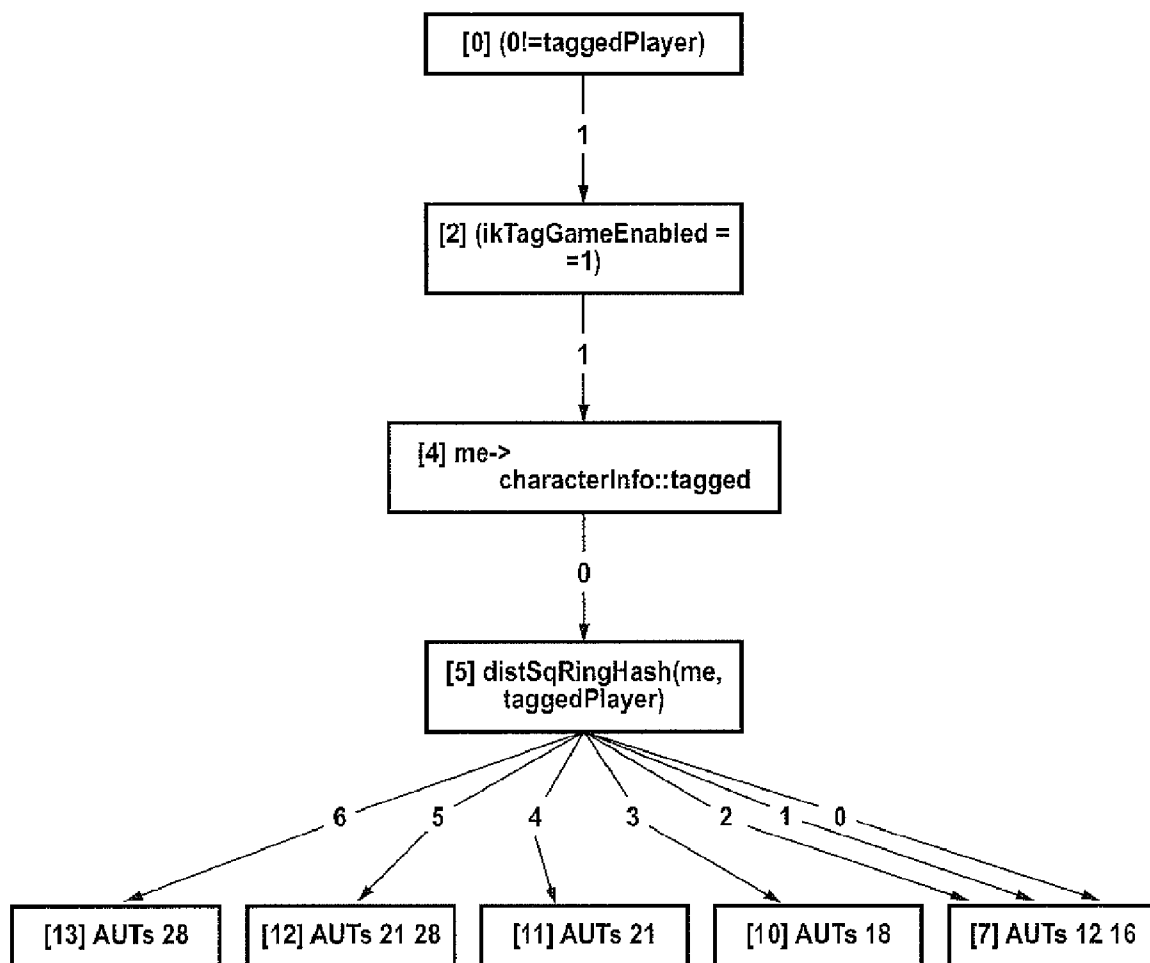 [0] (0!=taggedPlayer)
1
[2] (ikTagGameEnabled =
=1)
1
[4] me->
characterInfo::tagged
0
[5] distSqRingHash(me,
taggedPlayer)
6 5 4 3 2 1 0
[13] AUTs 28 [12] AUTs 21 28 [11] AUTs 21 [10] AUTs 18 [7] AUTs 12 16